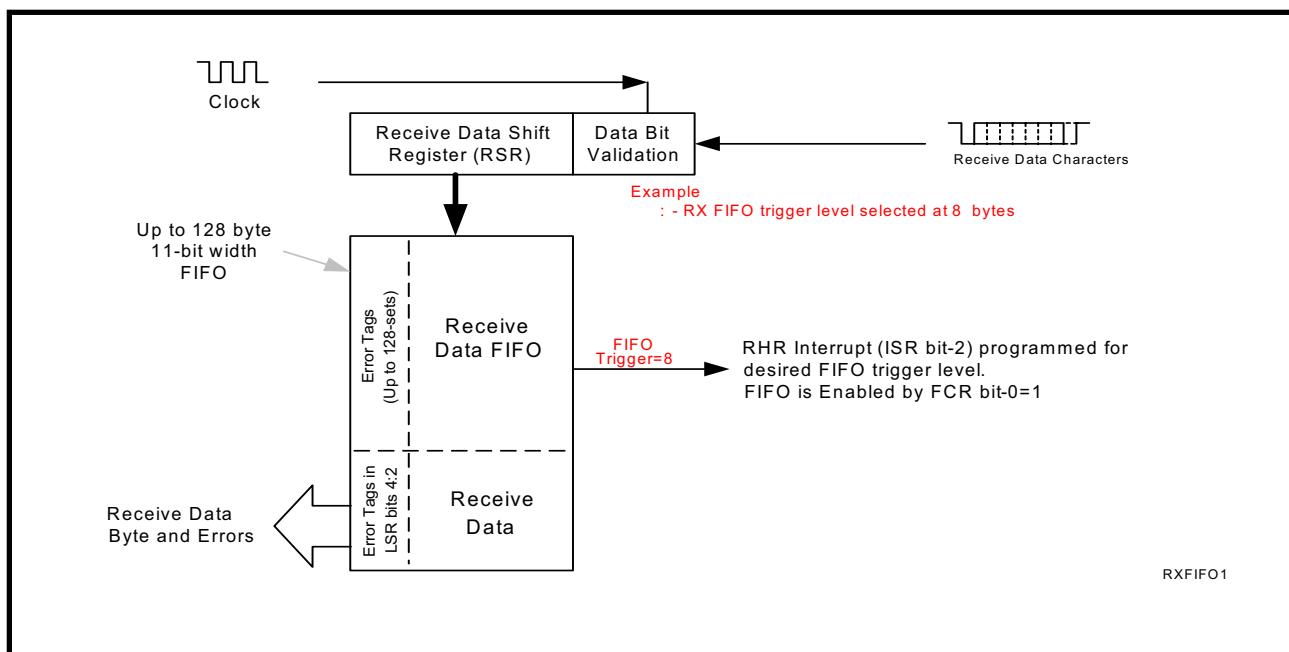 Clock
Receive Data Shift
Register (RSR)
Data Bit
Validation
Receive Data Characters
Example
: - RX FIFO trigger level selected at 8 bytes
Up to 128 byte
11-bit width
FIFO
Error Tags
(Up to 128-sets)
Receive
Data FIFO
FIFO
Trigger=8
RHR Interrupt (ISR bit-2) programmed for
desired FIFO trigger level.
FIFO is Enabled by FCR bit-0=1
Error Tags in
LSR bits 4:2
Receive
Data
Receive Data
Byte and Errors
RXFIFO1